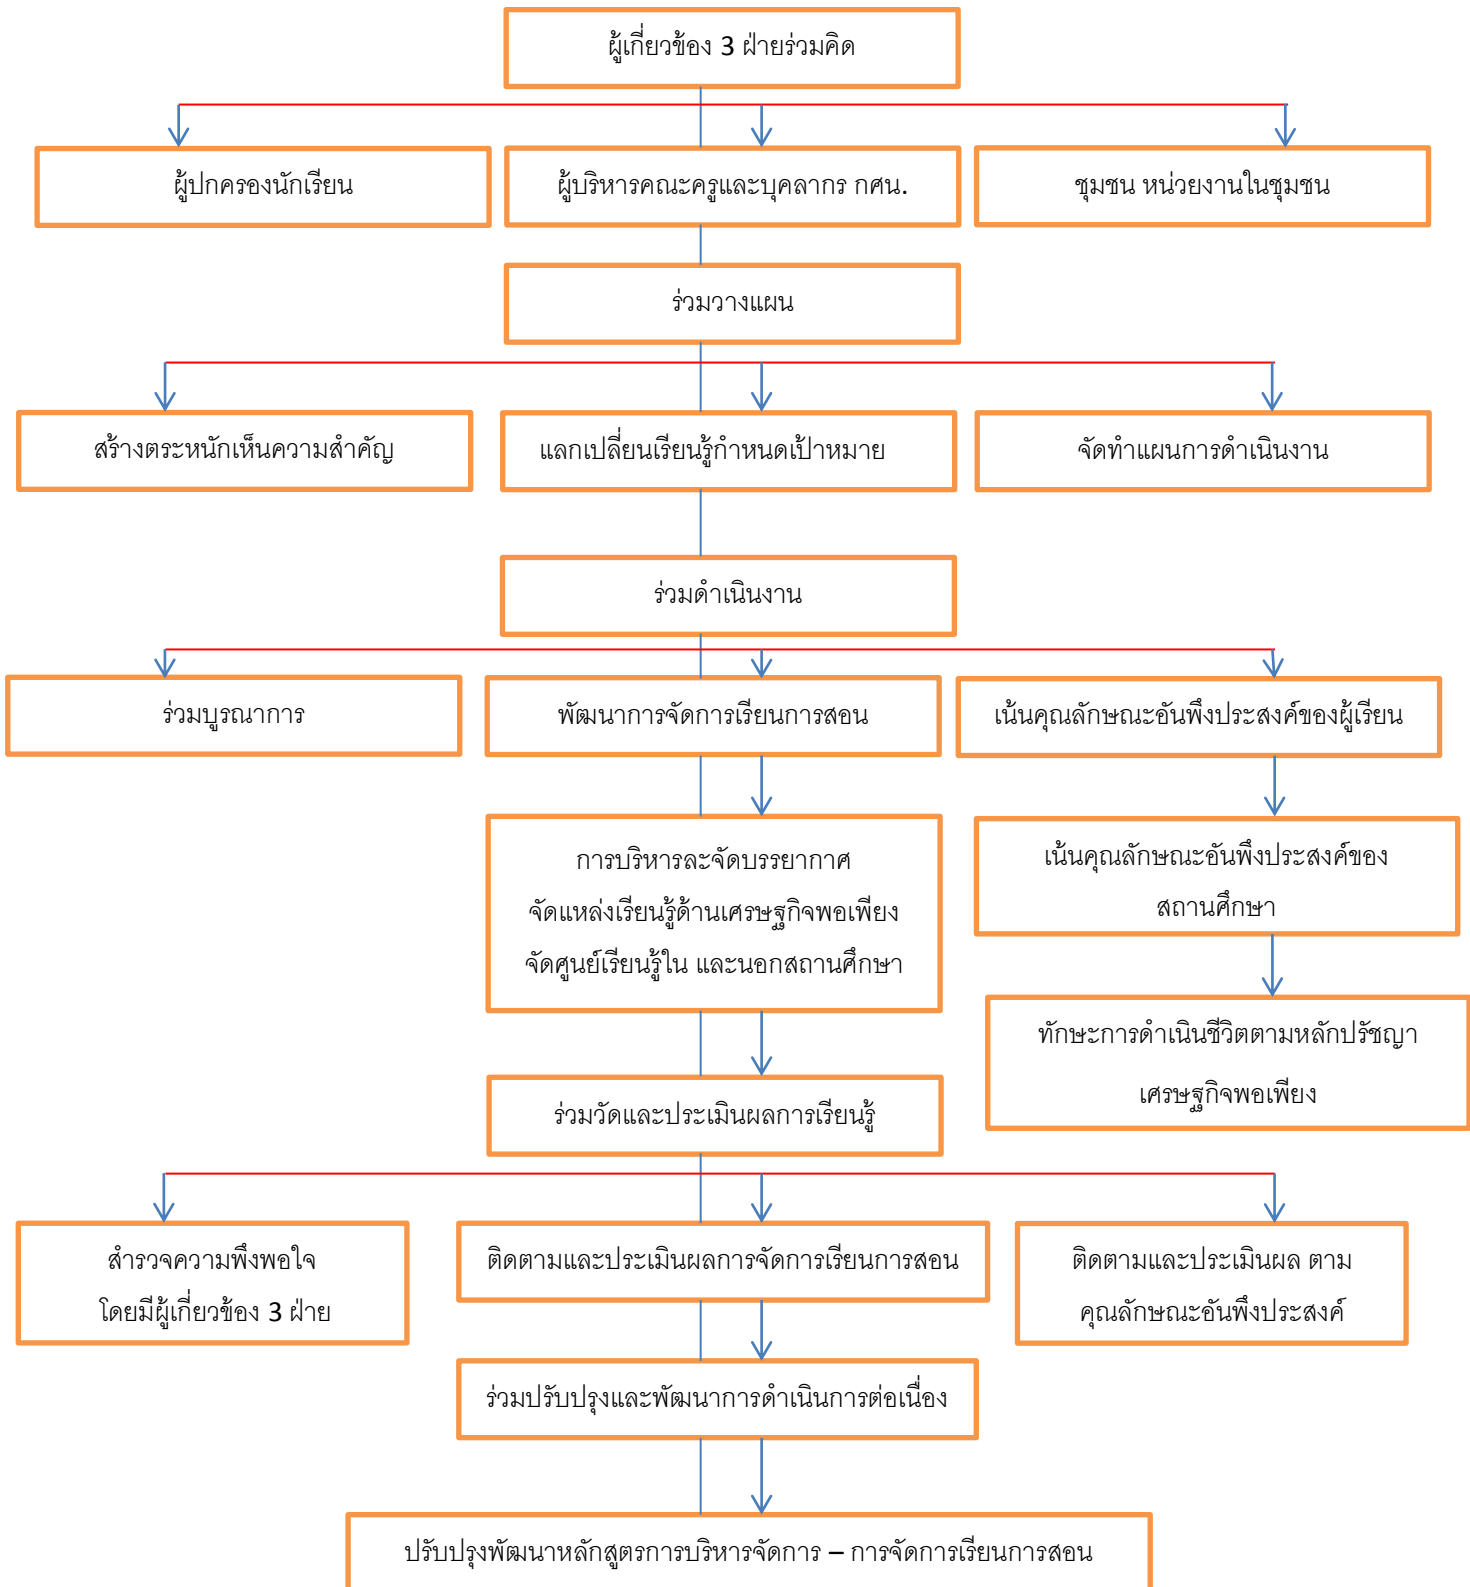 ผู้เกี่ยวข้อง 3 ฝ่ายร่วมคิด
ผู้ปกครองนักเรียน
ผู้บริหารคณะครูและบุคลากร กศน.
ชุมชน หน่วยงานในชุมชน
ร่วมวางแผน
สร้างตระหนักเห็นความสำคัญ
แลกเปลี่ยนเรียนรู้กำหนดเป้าหมาย
จัดทำแผนการดำเนินงาน
ร่วมดำเนินงาน
ร่วมบูรณาการ
พัฒนาการจัดการเรียนการสอน
เน้นคุณลักษณะอันพึงประสงค์ของผู้เรียน
การบริหารละจัดบรรยากาศ
จัดแหล่งเรียนรู้ด้านเศรษฐกิจพอเพียง
จัดศูนย์เรียนรู้ใน และนอกสถานศึกษา
เน้นคุณลักษณะอันพึงประสงค์ของ
สถานศึกษา
ทักษะการดำเนินชีวิตตามหลักปรัชญา
เศรษฐกิจพอเพียง
ร่วมวัดและประเมินผลการเรียนรู้
สำรวจความพึงพอใจ
โดยมีผู้เกี่ยวข้อง 3 ฝ่าย
ติดตามและประเมินผลการจัดการเรียนการสอน
ติดตามและประเมินผล ตาม
คุณลักษณะอันพึงประสงค์
ร่วมปรับปรุงและพัฒนาการดำเนินการต่อเนื่อง
ปรับปรุงพัฒนาหลักสูตรการบริหารจัดการ – การจัดการเรียนการสอน